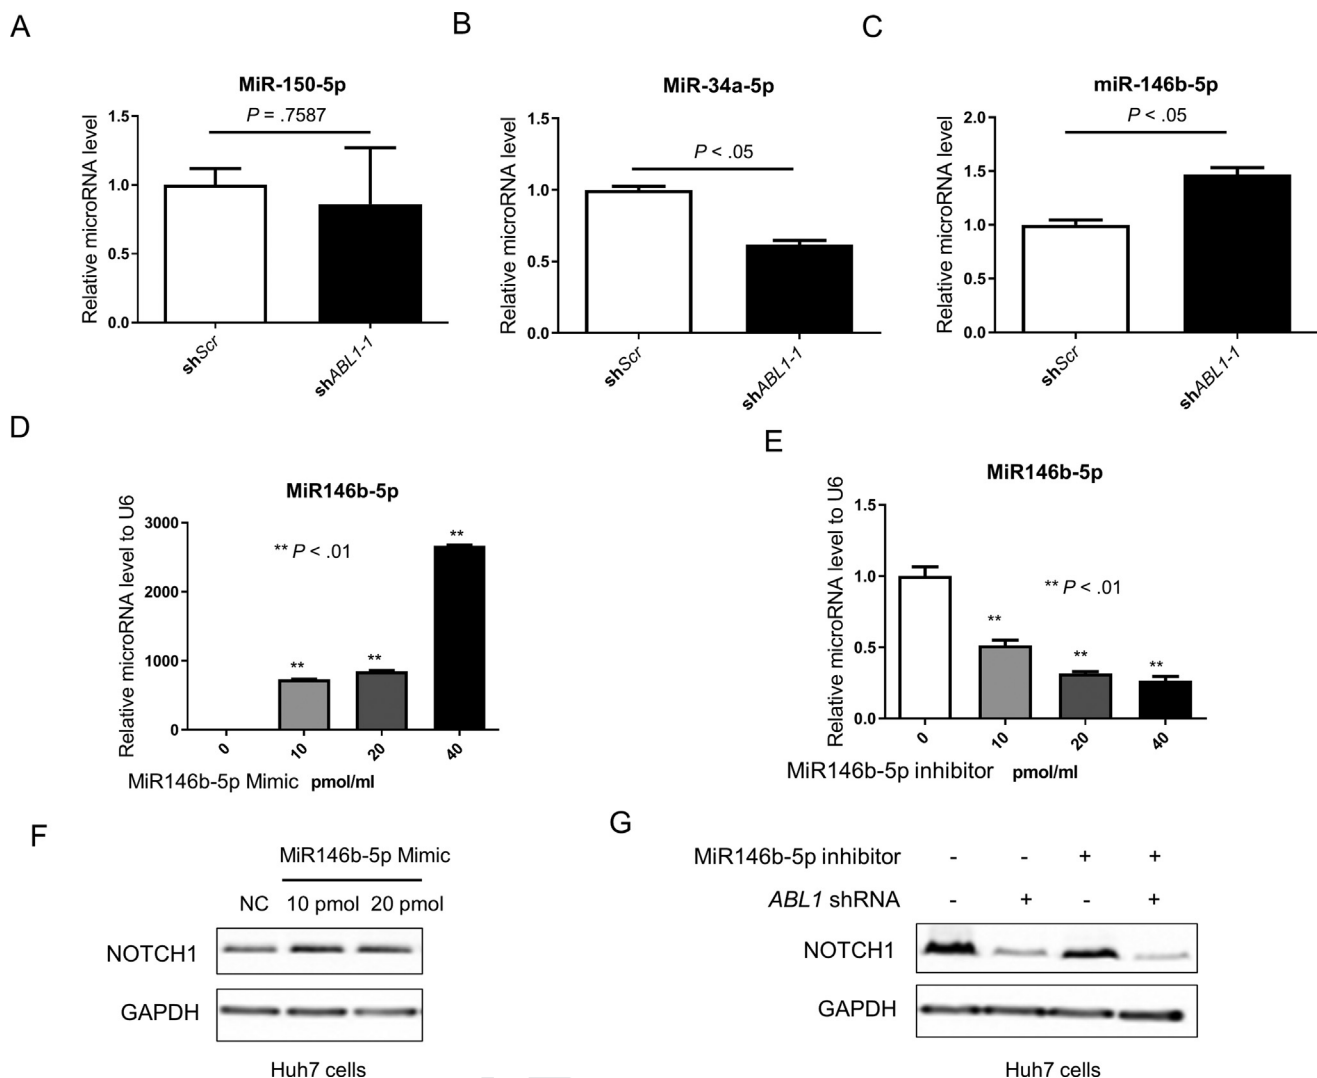 A
B
C
MiR-150-5p
P = .7587
Relative microRNA level
1.5
1.0
0.5
0.0
shScr
shABL1-1
MiR-34a-5p
P < .05
Relative microRNA level
1.5
1.0
0.5
0.0
shScr
shABL1-1
miR-146b-5p
P < .05
Relative microRNA level
2.0
1.5
1.0
0.5
0.0
shScr
shABL1-1
D
MiR146b-5p
Relative microRNA level to U6
3000
2000
1000
0
** P < .01
**
**
**
0
10
20
40
MiR146b-5p Mimic pmol/ml
E
MiR146b-5p
Relative microRNA level to U6
1.5
1.0
0.5
0.0
** P < .01
**
**
**
0
10
20
40
MiR146b-5p inhibitor pmol/ml
F
MiR146b-5p Mimic
NC 10 pmol 20 pmol
NOTCH1
GAPDH
Huh7 cells
G
MiR146b-5p inhibitor - - + +
ABL1 shRNA - + - +
NOTCH1
GAPDH
Huh7 cells